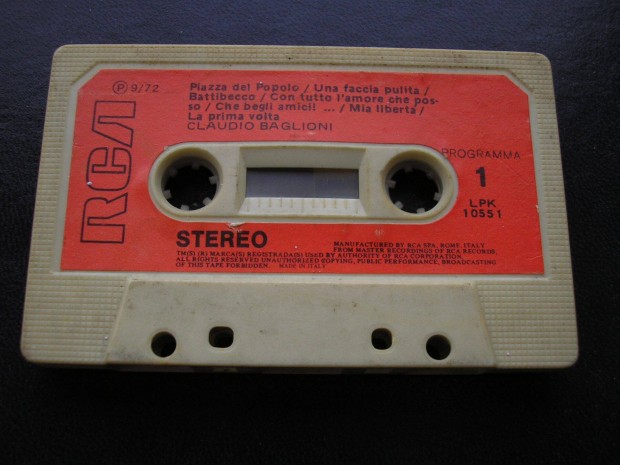 RCA
Ⓟ 9/72
Piazza del Popolo / Una faccia pulita /
Battibecco / Con tutto l'amore che pos-
so / Che begli amici! ... / Mia liberta /
La prima volta
CLAUDIO BAGLIONI
PROGRAMMA
1
LPK
10551
STEREO
MANUFACTURED BY RCA SPA, ROME, ITALY
FROM MASTER RECORDINGS OF RCA RECORDS.
TM(S) (R) MARCA(S) REGISTRADA(S) USED BY AUTHORITY OF RCA CORPORATION.
ALL RIGHTS RESERVED UNAUTHORIZED COPYING, PUBLIC PERFORMANCE, BROADCASTING
OF THIS TAPE FORBIDDEN. MADE IN ITALY